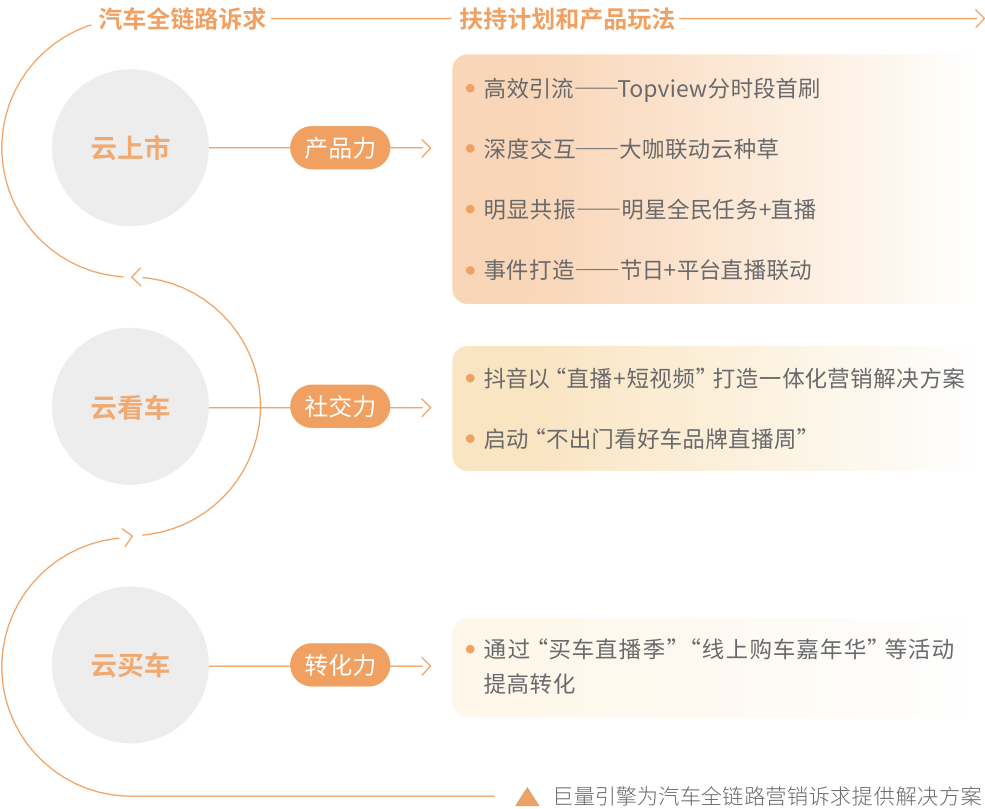 汽车全链路诉求
扶持计划和产品玩法
云上市
产品力
高效引流——Topview分时段首刷
深度交互——大咖联动云种草
明显共振——明星全民任务+直播
事件打造——节日+平台直播联动
云看车
社交力
抖音以“直播+短视频”打造一体化营销解决方案
启动“不出门看好车品牌直播周”
云买车
转化力
通过“买车直播季”“线上购车嘉年华”等活动
提高转化
巨量引擎为汽车全链路营销诉求提供解决方案